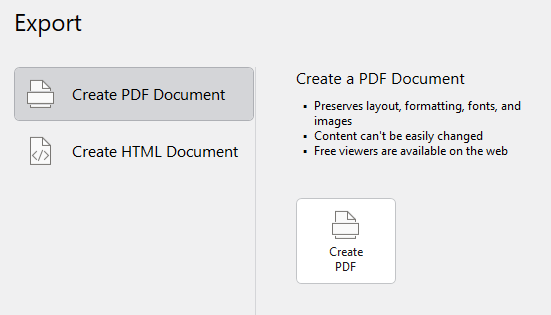 Export
Create PDF Document
Create HTML Document
Create a PDF Document
▪ Preserves layout, formatting, fonts, and
images
▪ Content can't be easily changed
▪ Free viewers are available on the web
Create
PDF